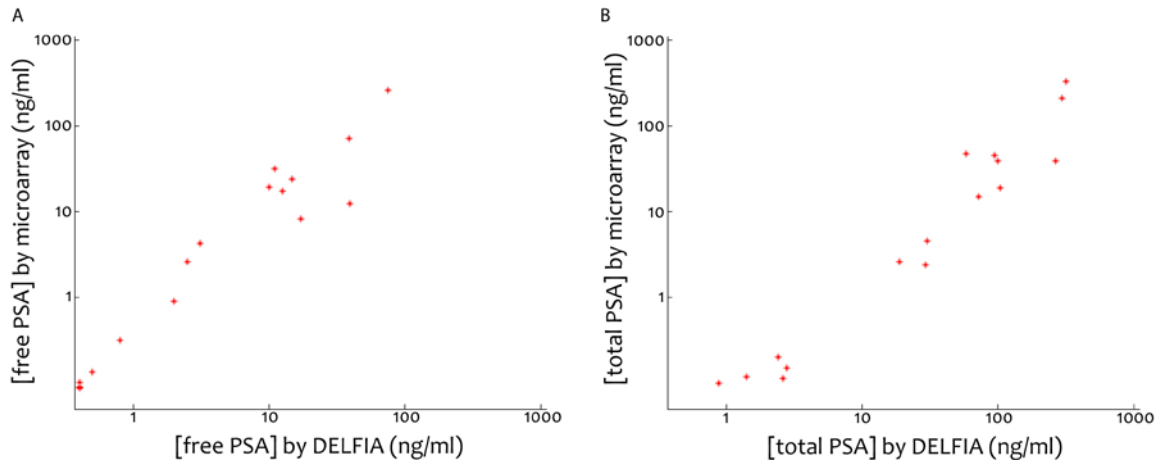 A
1000
100
10
1
1
10
100
1000
[free PSA] by microarray (ng/ml)
[free PSA] by DELFIA (ng/ml)
B
1000
100
10
1
1
10
100
1000
[total PSA] by microarray (ng/ml)
[total PSA] by DELFIA (ng/ml)